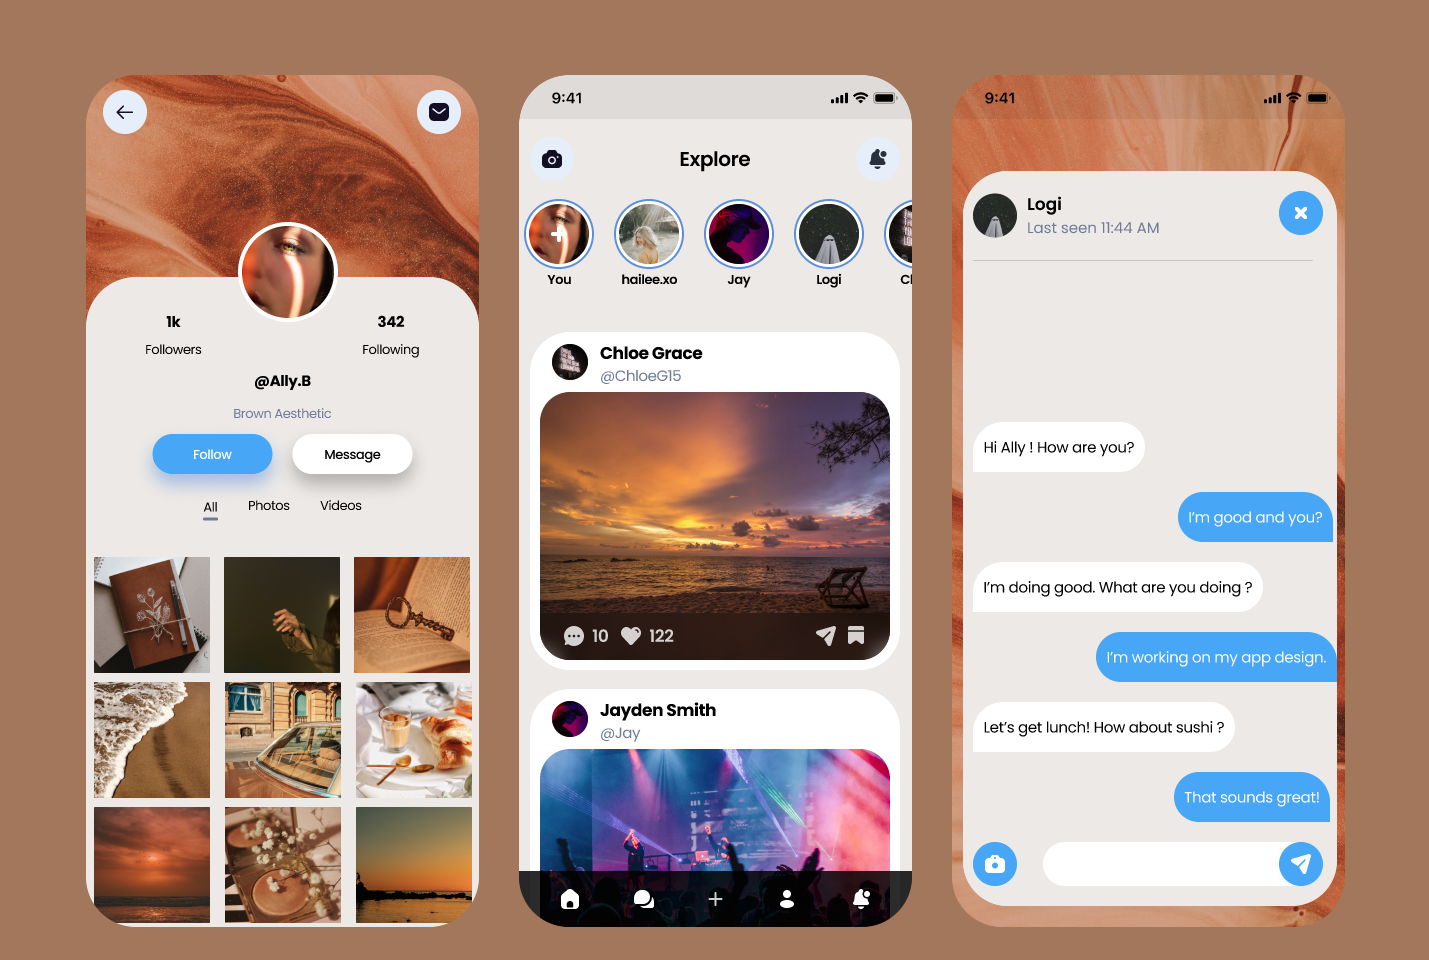 1k
342
Followers
Following
@Ally.B
Brown Aesthetic
Follow
Message
All
Photos
Videos
9:41
Explore
You
hailee.xo
Jay
Logi
Chloe Grace
@ChloeG15
10
122
Jayden Smith
@Jay
9:41
Logi
Last seen 11:44 AM
Hi Ally ! How are you?
I'm good and you?
I'm doing good. What are you doing ?
I'm working on my app design.
Let's get lunch! How about sushi ?
That sounds great!